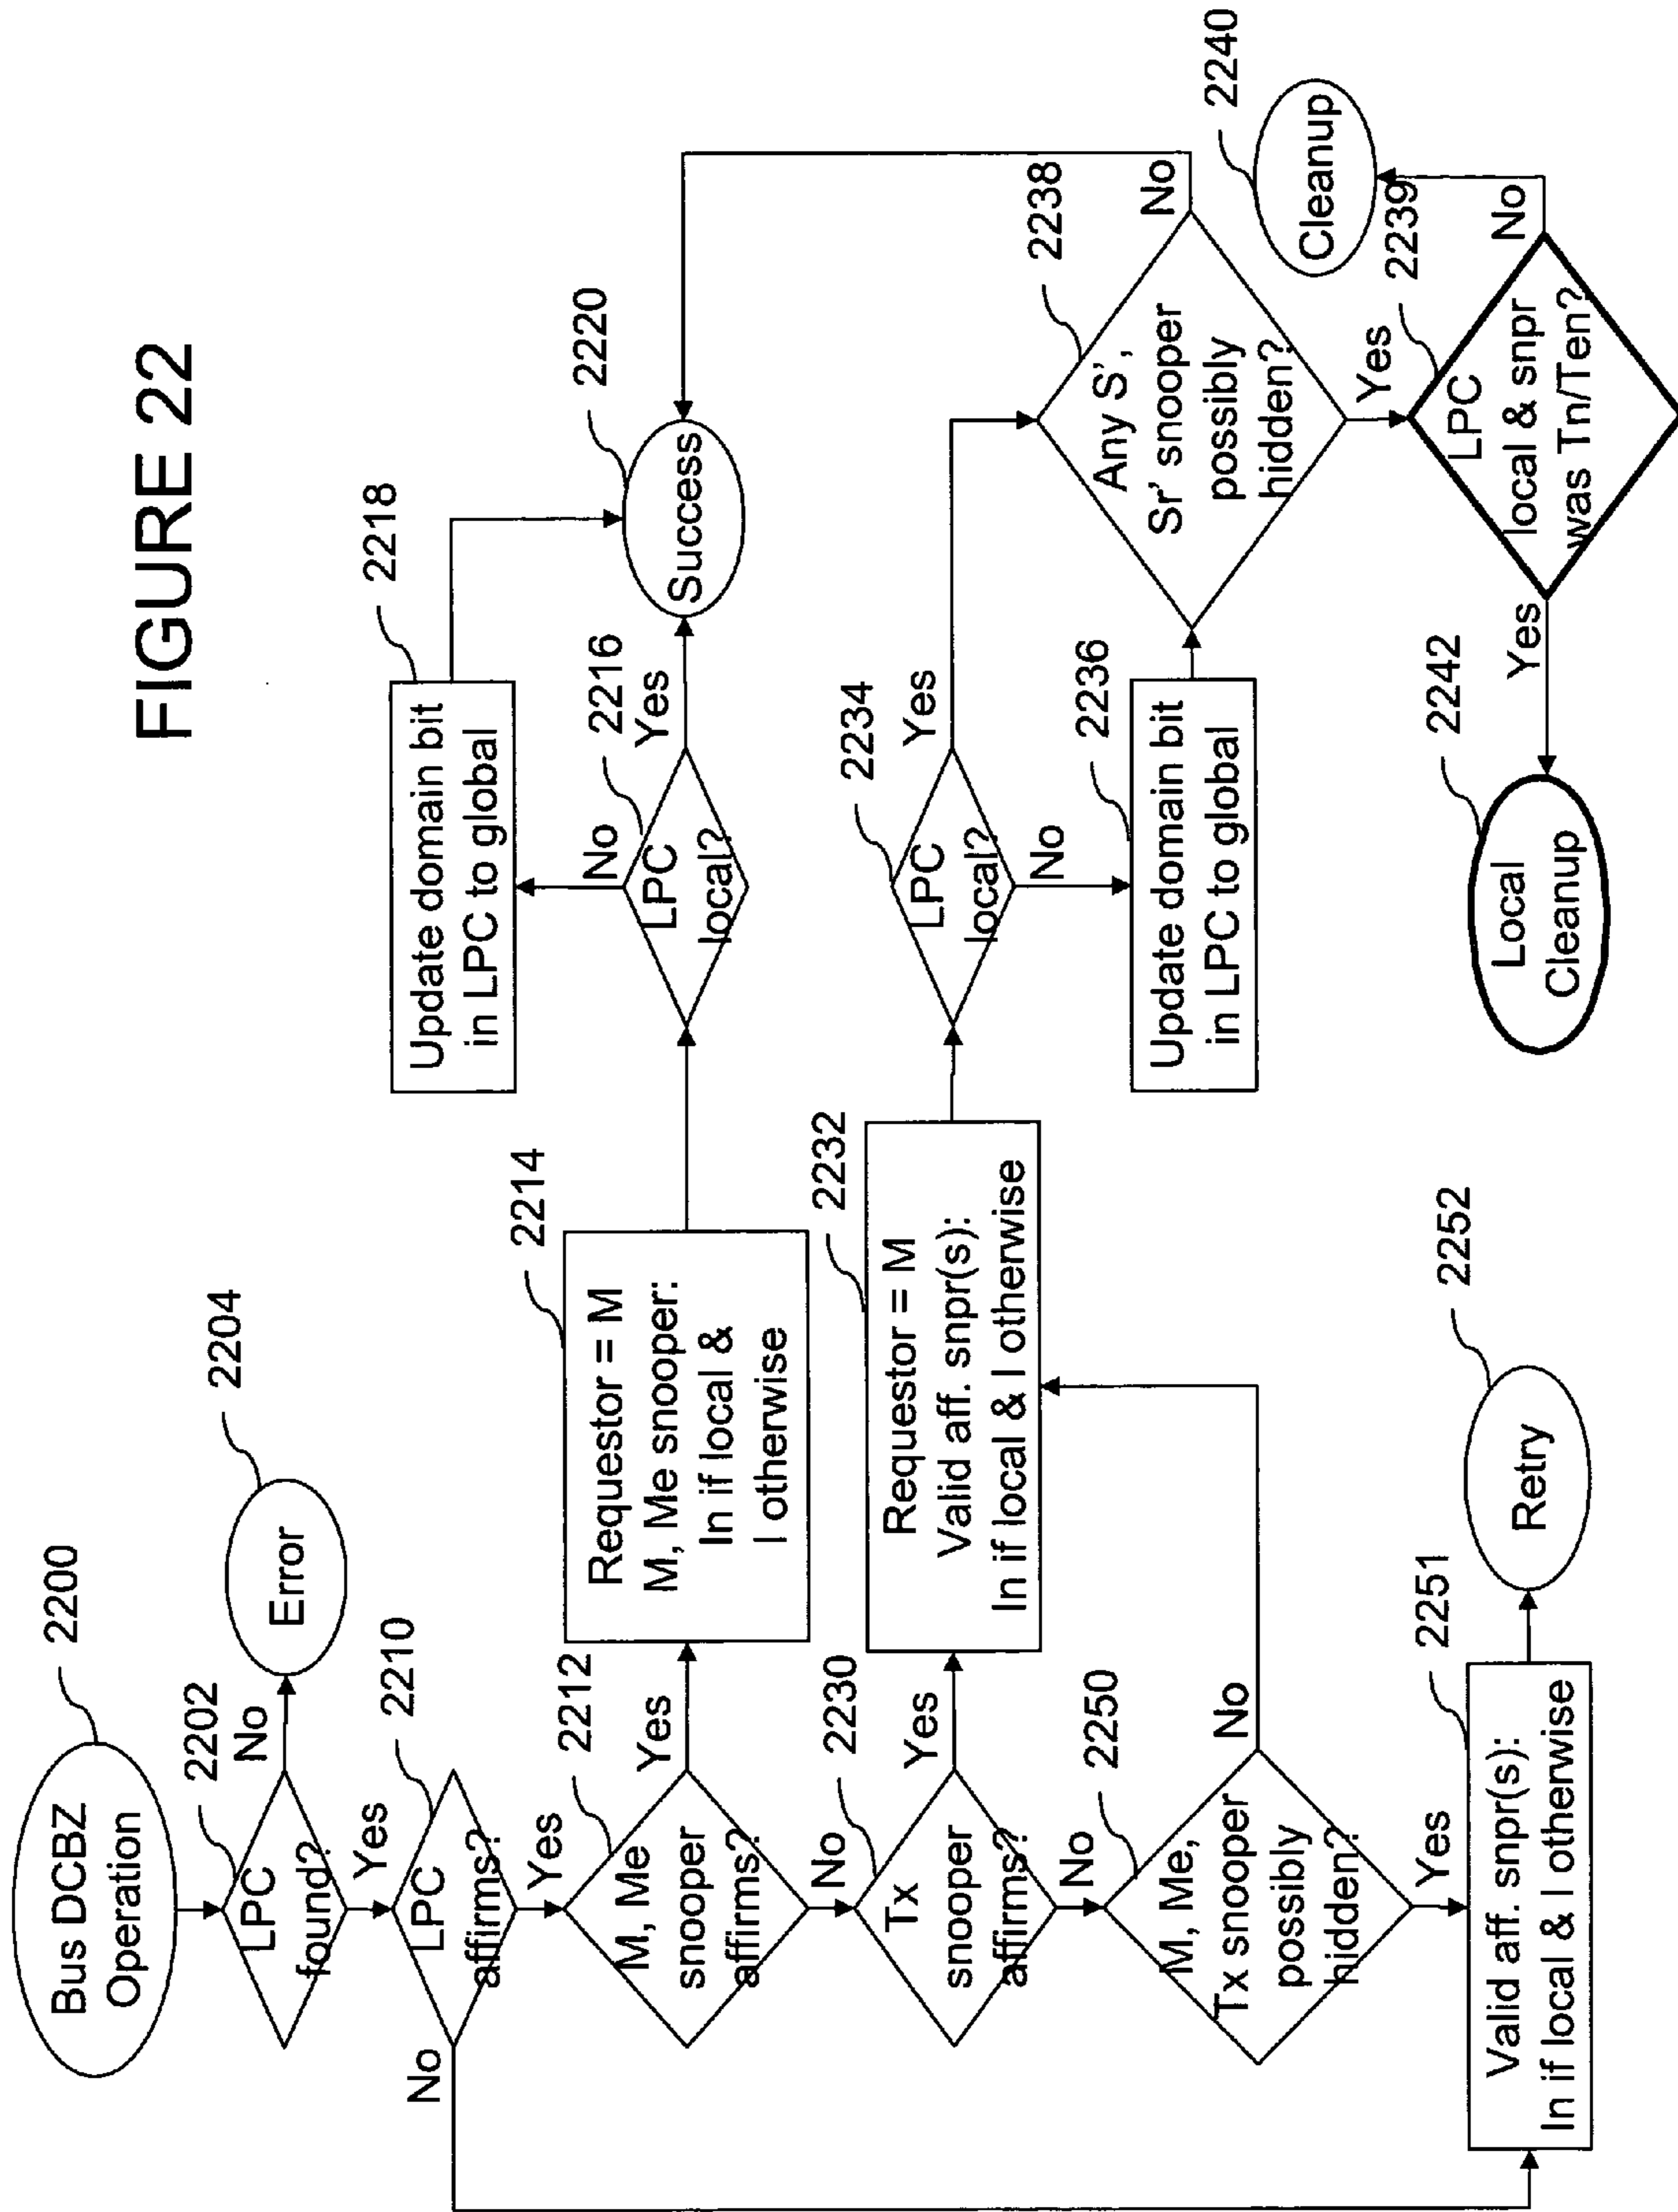 FIGURE 22
Bus DCBZ
Operation
2200
LPC
found?
2202
No
Error
2204
Yes
LPC
affirms?
2210
No
Yes
M, Me
snooper
affirms?
2212
Yes
Requestor = M
M, Me snooper:
In if local &
I otherwise
2214
LPC
local?
2216
No
Yes
Update domain bit
in LPC to global
2218
Success
2220
No
Tx
snooper
affirms?
2230
Yes
Requestor = M
Valid aff. snpr(s):
In if local & I otherwise
2232
LPC
local?
2234
Yes
No
Update domain bit
in LPC to global
2236
Any S',
Sr' snooper
possibly
hidden?
2238
No
Yes
LPC
local & snpr
was Tn/Ten?
2239
No
Cleanup
2240
Yes
Local
Cleanup
2242
No
M, Me,
Tx snooper
possibly
hidden?
2250
No
Yes
Valid aff. snpr(s):
In if local & I otherwise
2251
Retry
2252